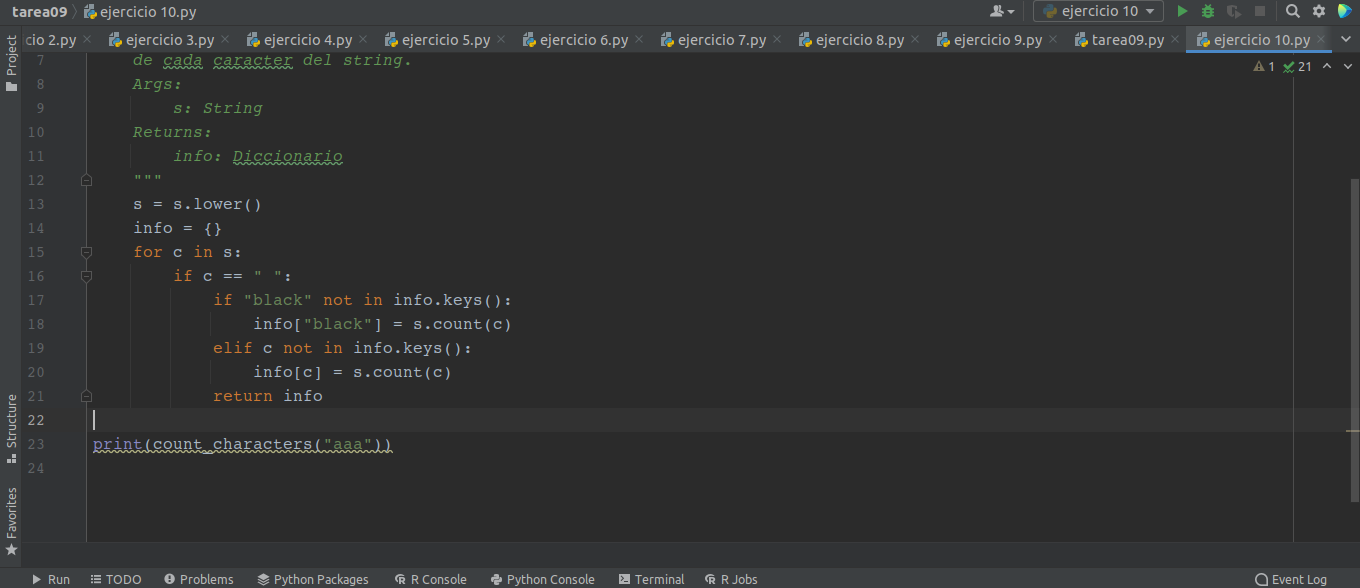 tarea09 ejercicio 10.py ejercicio 10
cio 2.py ejercicio 3.py ejercicio 4.py ejercicio 5.py ejercicio 6.py ejercicio 7.py ejercicio 8.py ejercicio 9.py tarea09.py ejercicio 10.py
Project
1 21
7 de cada caracter del string.
8 Args:
9 s: String
10 Returns:
11 info: Diccionario
12 """
13 s = s.lower()
14 info = {}
15 for c in s:
16 if c == " ":
17 if "black" not in info.keys():
18 info["black"] = s.count(c)
19 elif c not in info.keys():
20 info[c] = s.count(c)
21 return info
22
23 print(count_characters("aaa"))
24
Structure
Favorites
Run TODO Problems Python Packages R Console Python Console Terminal R Jobs Event Log